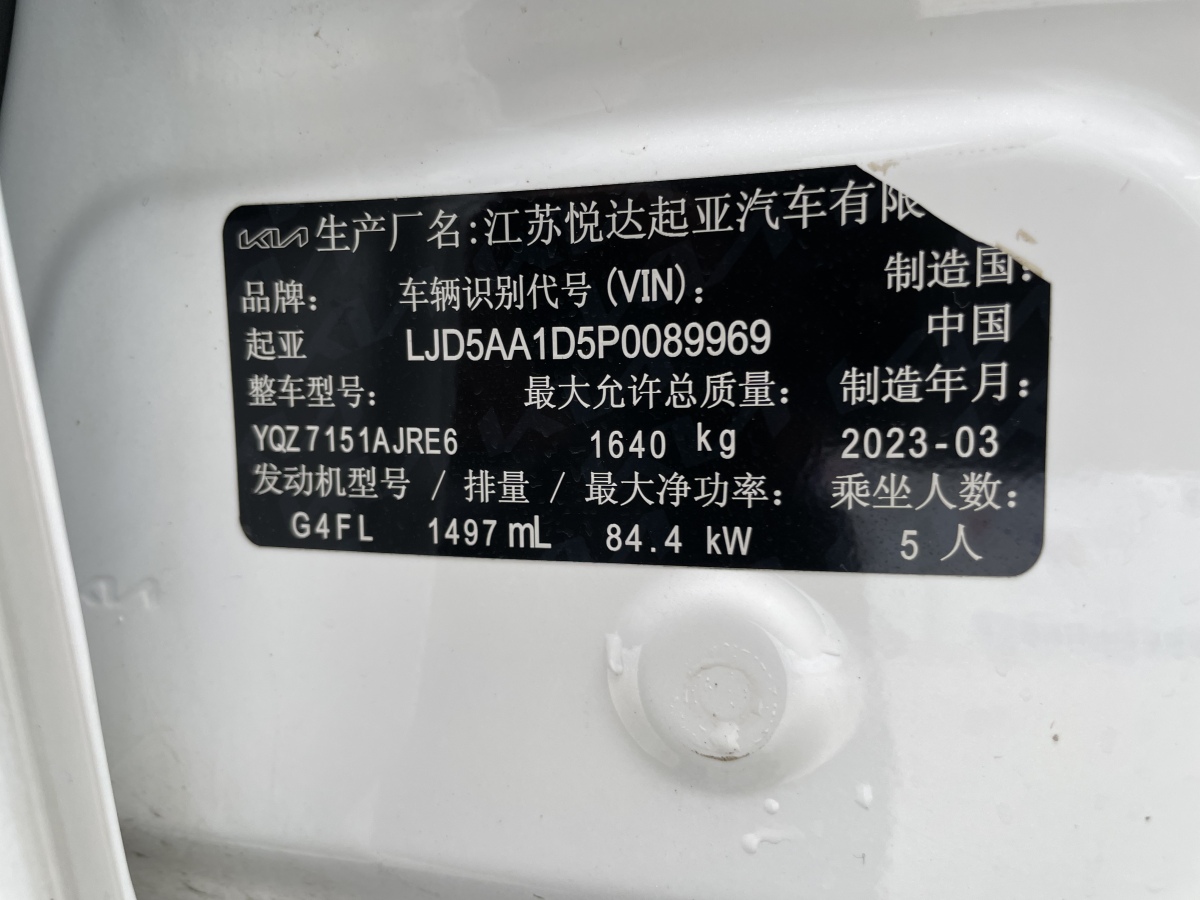 KIA 生产厂名:江苏悦达起亚汽车有限
品牌: 车辆识别代号(VIN): 制造国:
起亚 LJD5AA1D5P0089969 中国
整车型号: 最大允许总质量: 制造年月:
YQZ7151AJRE6 1640 kg 2023-03
发动机型号 / 排量 / 最大净功率: 乘坐人数:
G4FL 1497 mL 84.4 kW 5 人